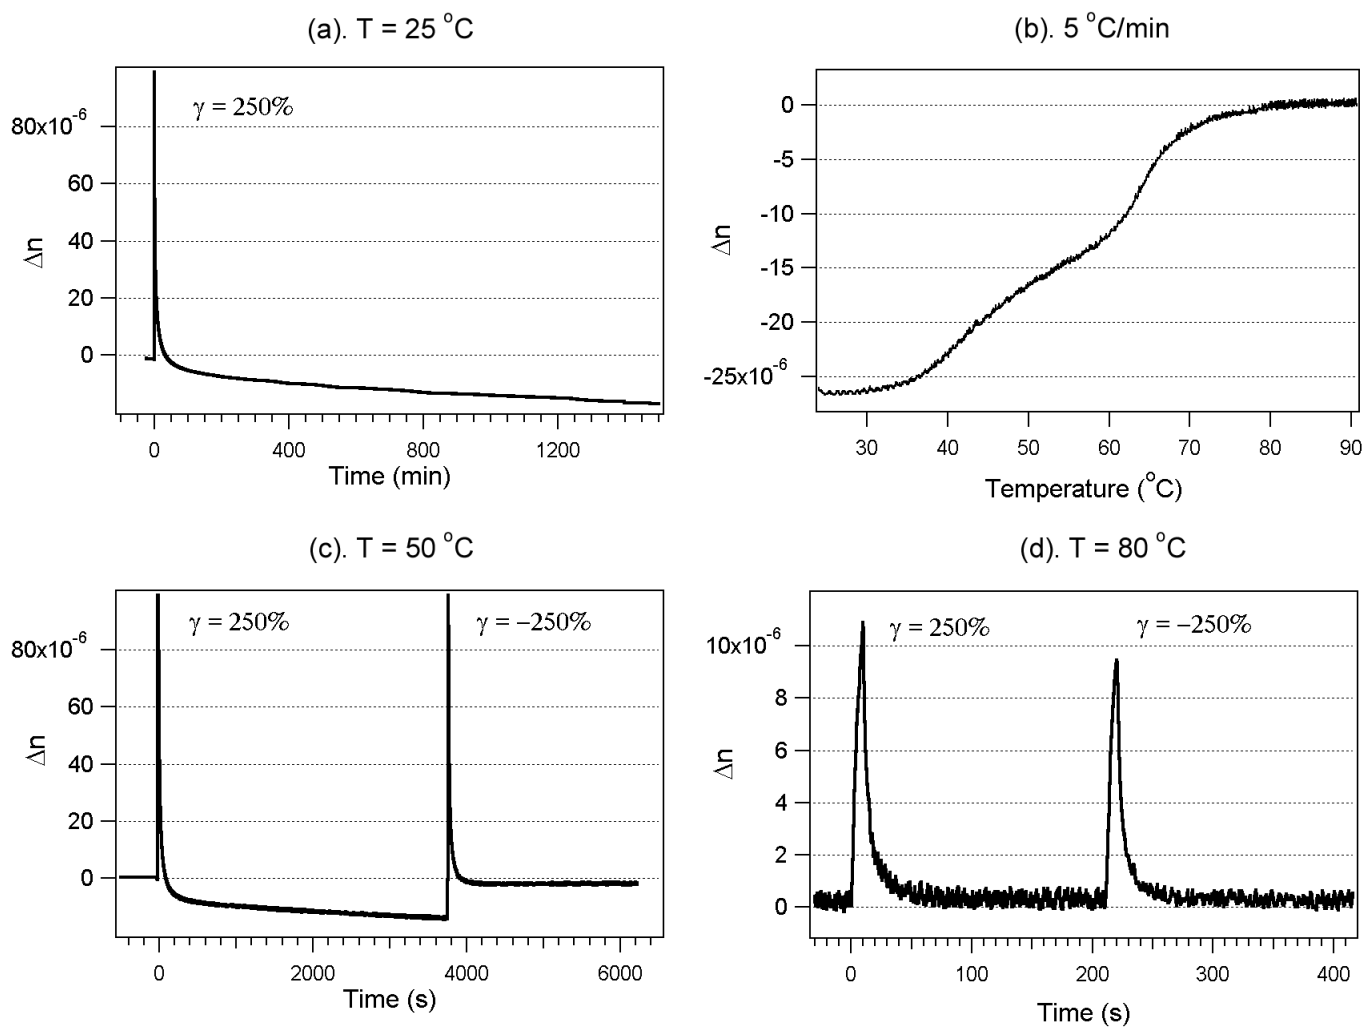 (a). T = 25 °C
γ = 250%
80x10⁻⁶
60
40
20
0
Δn
0 400 800 1200
Time (min)
(b). 5 °C/min
0
-5
-10
-15
-20
-25x10⁻⁶
Δn
30 40 50 60 70 80 90
Temperature (°C)
(c). T = 50 °C
γ = 250% γ = −250%
80x10⁻⁶
60
40
20
0
Δn
0 2000 4000 6000
Time (s)
(d). T = 80 °C
γ = 250% γ = −250%
10x10⁻⁶
8
6
4
2
0
Δn
0 100 200 300 400
Time (s)